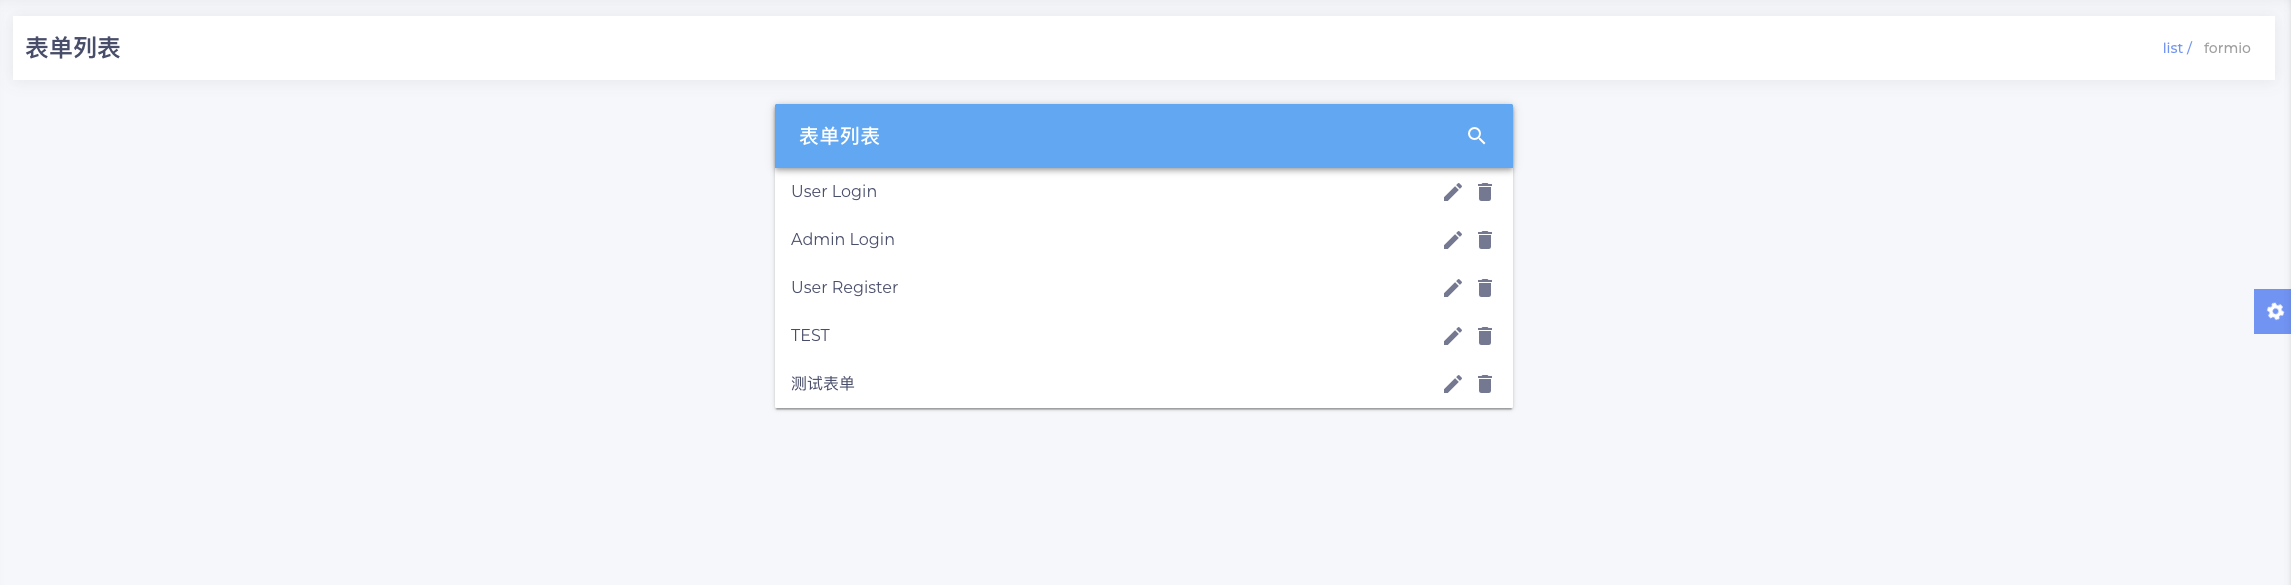 表单列表
list / formio
表单列表
User Login
Admin Login
User Register
TEST
测试表单